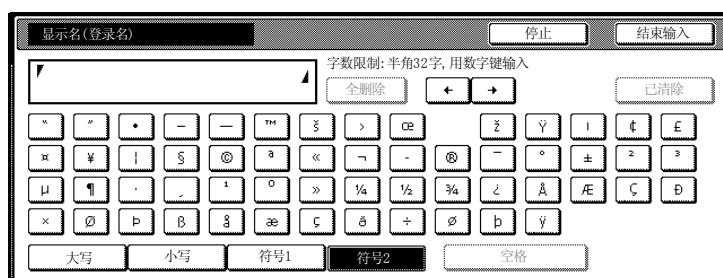 显示名(登录名) 停止 结束输入
字数限制:半角32字,用数字键输入
全删除 ← → 已清除
“ ” • – — ™ š › œ ž Ÿ ı ¢ £
¤ ¥ ¦ § © ª « ¬ - ® ¯ ° ± ² ³
µ ¶ · ¸ ¹ º » ¼ ½ ¾ ¿ Å Æ Ç Ð
× Ø Þ ß å æ ç ð ÷ ø þ ÿ
大写 小写 符号1 符号2 空格